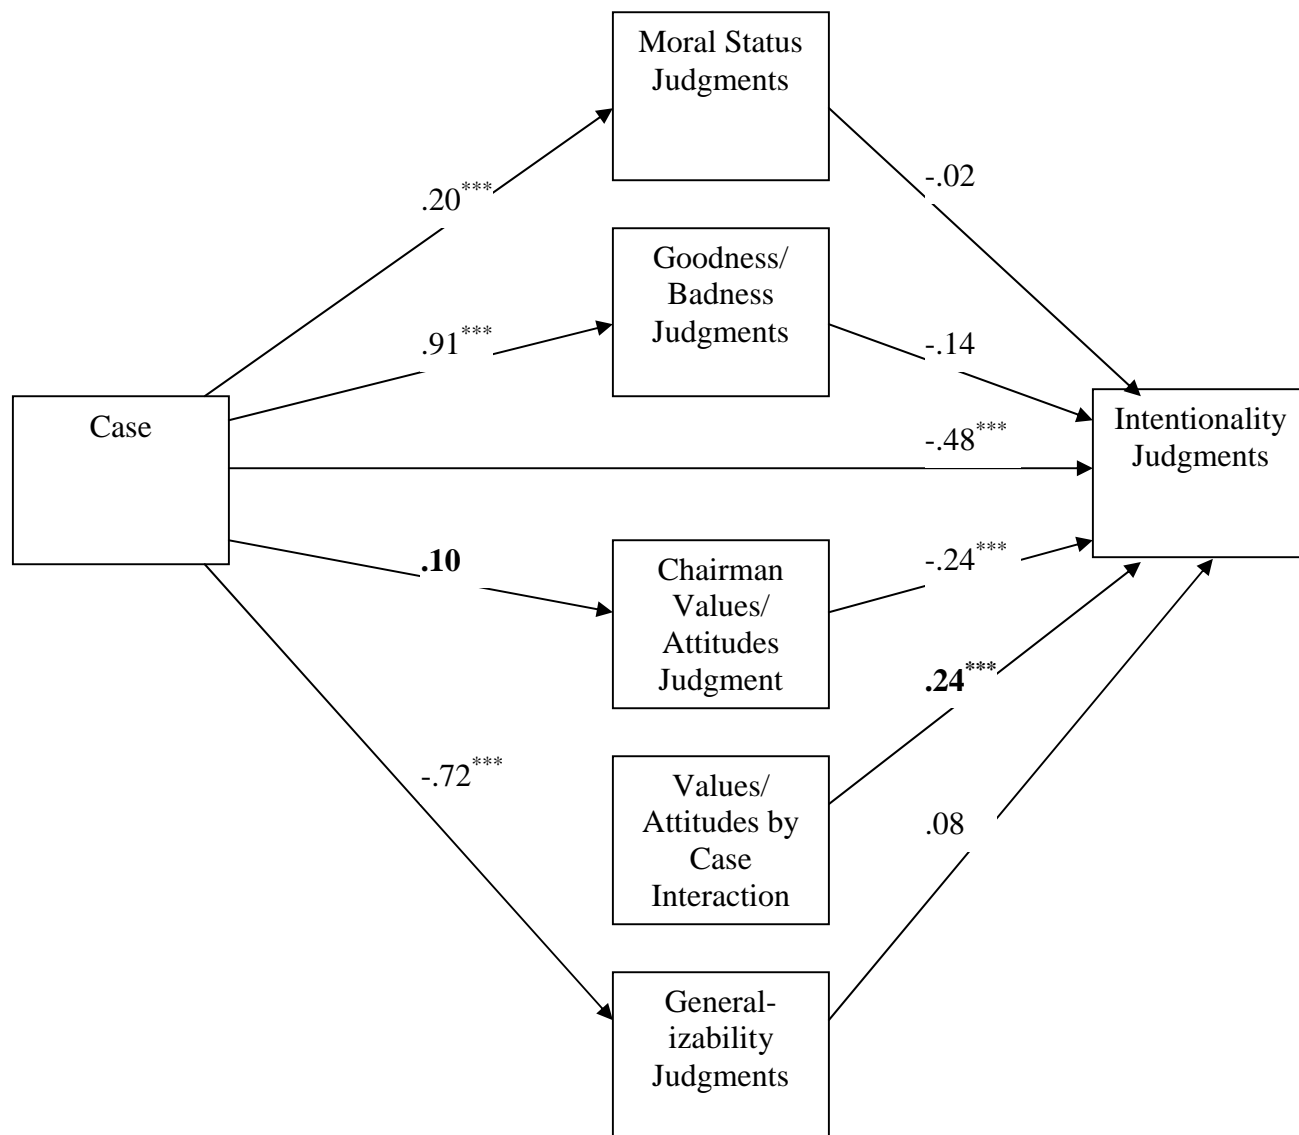 Moral Status
Judgments
.20***
-.02
Goodness/
Badness
Judgments
.91***
-.14
Case
-.48***
Intentionality
Judgments
.10
Chairman
Values/
Attitudes
Judgment
-.24***
.24***
-.72***
Values/
Attitudes by
Case
Interaction
.08
General-
izability
Judgments